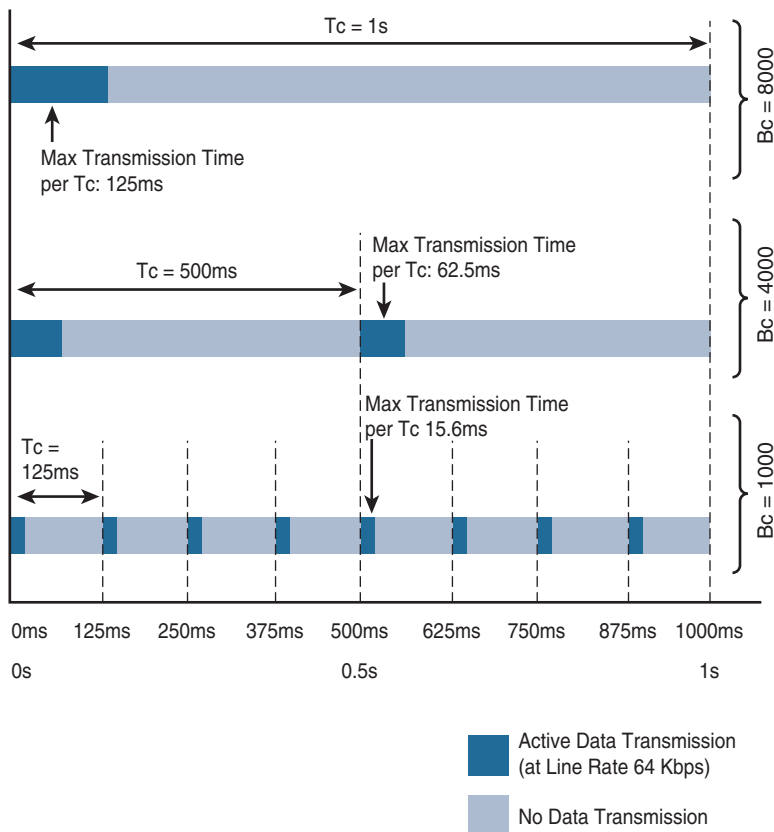 Tc = 1s
Bc = 8000
Max Transmission Time
per Tc: 125ms
Tc = 500ms
Max Transmission Time
per Tc: 62.5ms
Bc = 4000
Max Transmission Time
per Tc 15.6ms
Tc =
125ms
Bc = 1000
0ms 125ms 250ms 375ms 500ms 625ms 750ms 875ms 1000ms
0s 0.5s 1s
Active Data Transmission
(at Line Rate 64 Kbps)
No Data Transmission